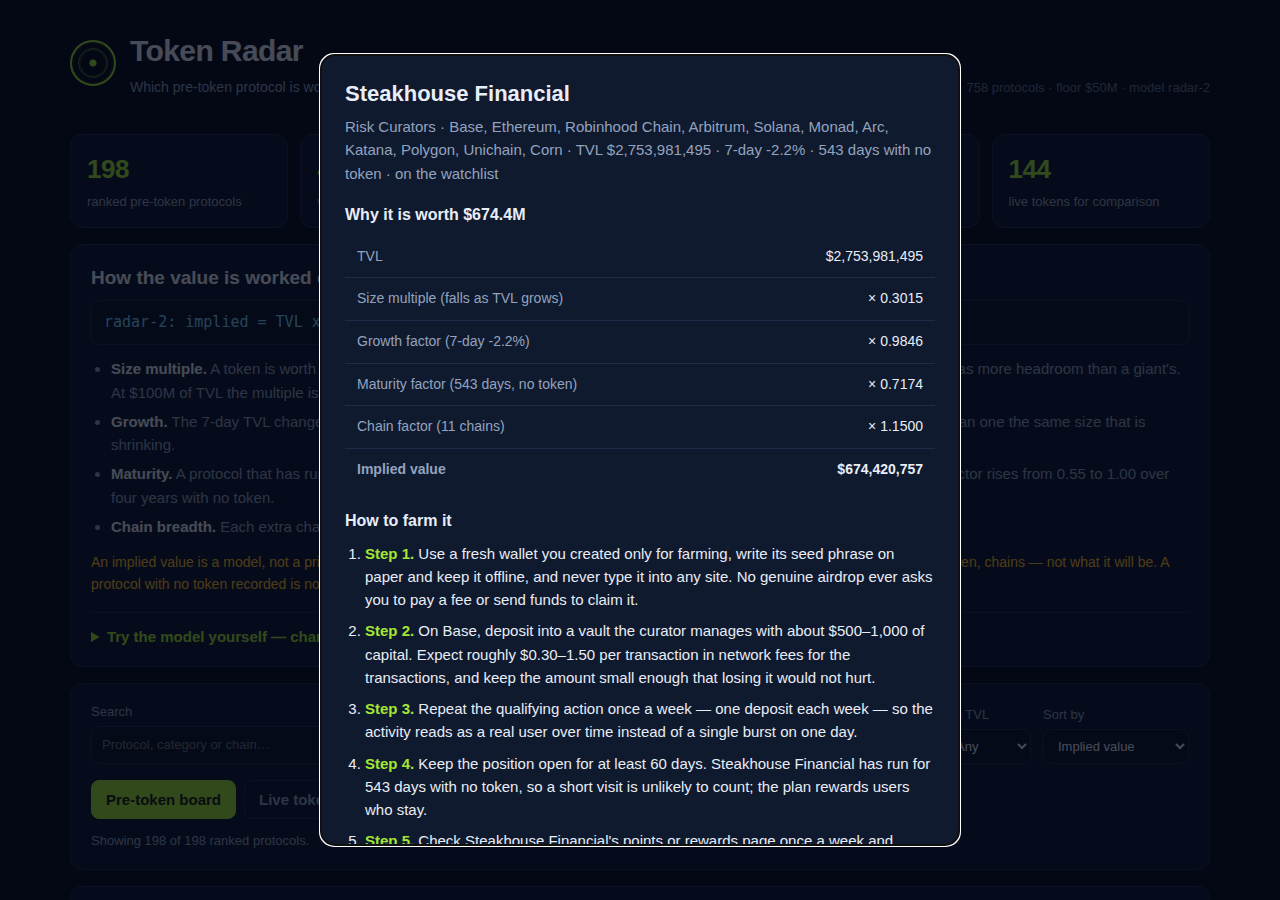 Token Radar
Which pre-token protocol is wo
758 protocols · floor $50M · model radar-2
198
ranked pre-token protocols
144
live tokens for comparison
How the value is worked
radar-2: implied = TVL x
Size multiple. A token is worth
as more headroom than a giant's.
At $100M of TVL the multiple is
Growth. The 7-day TVL change
an one the same size that is
shrinking.
Maturity. A protocol that has ru
ctor rises from 0.55 to 1.00 over
four years with no token.
Chain breadth. Each extra cha
An implied value is a model, not a pri
en, chains — not what it will be. A
protocol with no token recorded is no
Try the model yourself — chan
Search
TVL
Sort by
Protocol, category or chain…
Any
Implied value
Pre-token board
Live toke
Showing 198 of 198 ranked protocols.
Steakhouse Financial
Risk Curators · Base, Ethereum, Robinhood Chain, Arbitrum, Solana, Monad, Arc,
Katana, Polygon, Unichain, Corn · TVL $2,753,981,495 · 7-day -2.2% · 543 days with no
token · on the watchlist
Why it is worth $674.4M
TVL $2,753,981,495
Size multiple (falls as TVL grows) × 0.3015
Growth factor (7-day -2.2%) × 0.9846
Maturity factor (543 days, no token) × 0.7174
Chain factor (11 chains) × 1.1500
Implied value $674,420,757
How to farm it
1. Step 1. Use a fresh wallet you created only for farming, write its seed phrase on
paper and keep it offline, and never type it into any site. No genuine airdrop ever asks
you to pay a fee or send funds to claim it.
2. Step 2. On Base, deposit into a vault the curator manages with about $500–1,000 of
capital. Expect roughly $0.30–1.50 per transaction in network fees for the
transactions, and keep the amount small enough that losing it would not hurt.
3. Step 3. Repeat the qualifying action once a week — one deposit each week — so the
activity reads as a real user over time instead of a single burst on one day.
4. Step 4. Keep the position open for at least 60 days. Steakhouse Financial has run for
543 days with no token, so a short visit is unlikely to count; the plan rewards users
who stay.
5. Step 5. Check Steakhouse Financial's points or rewards page once a week and